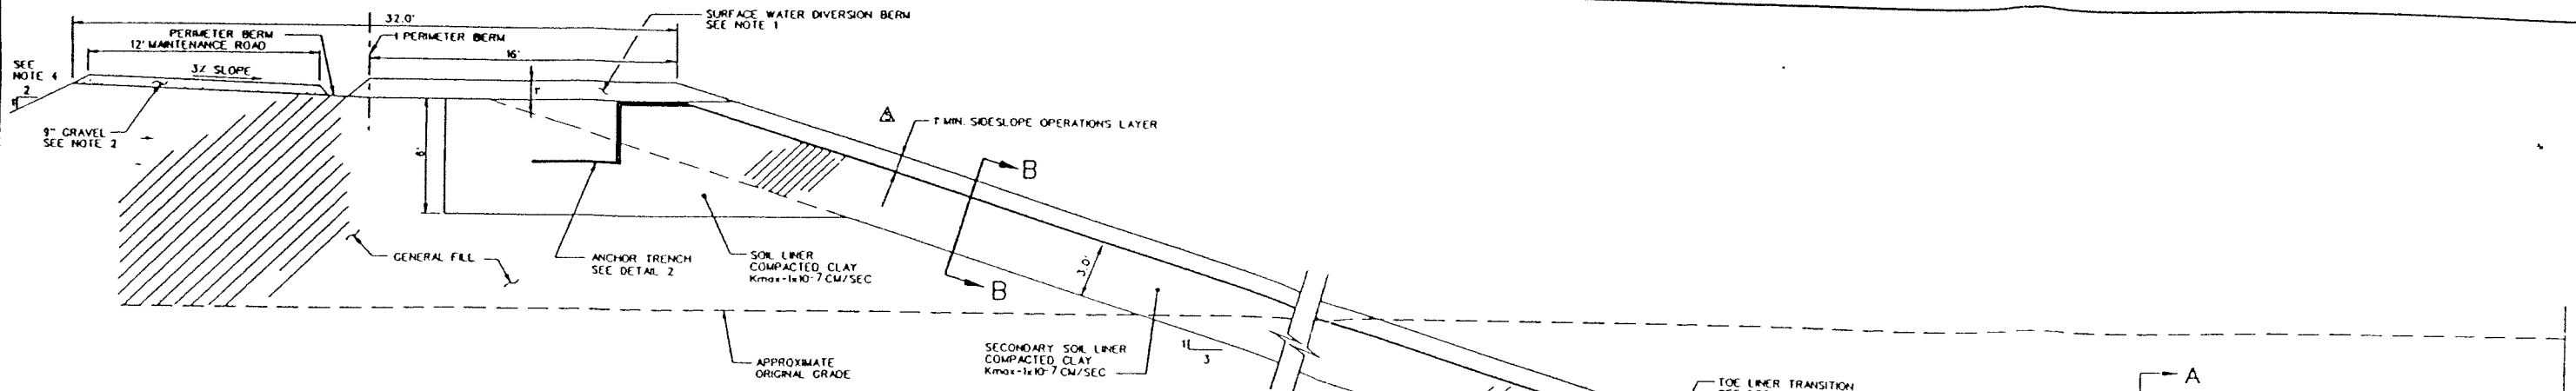 32.0'
SURFACE WATER DIVERSION BERM
SEE NOTE 1
PERIMETER BERM
12' MAINTENANCE ROAD
PERIMETER BERM
16'
SEE
NOTE 4
3% SLOPE
2
9" GRAVEL
SEE NOTE 2
6'
1' MIN. SIDESLOPE OPERATIONS LAYER
B
B
GENERAL FILL
ANCHOR TRENCH
SEE DETAIL 2
SOIL LINER
COMPACTED CLAY
Kmax-1x10-7 CM/SEC
3.0'
APPROXIMATE
ORIGINAL GRADE
SECONDARY SOIL LINER
COMPACTED CLAY
Kmax-1x10-7 CM/SEC
1
3
TOE LINER TRANSITION
A